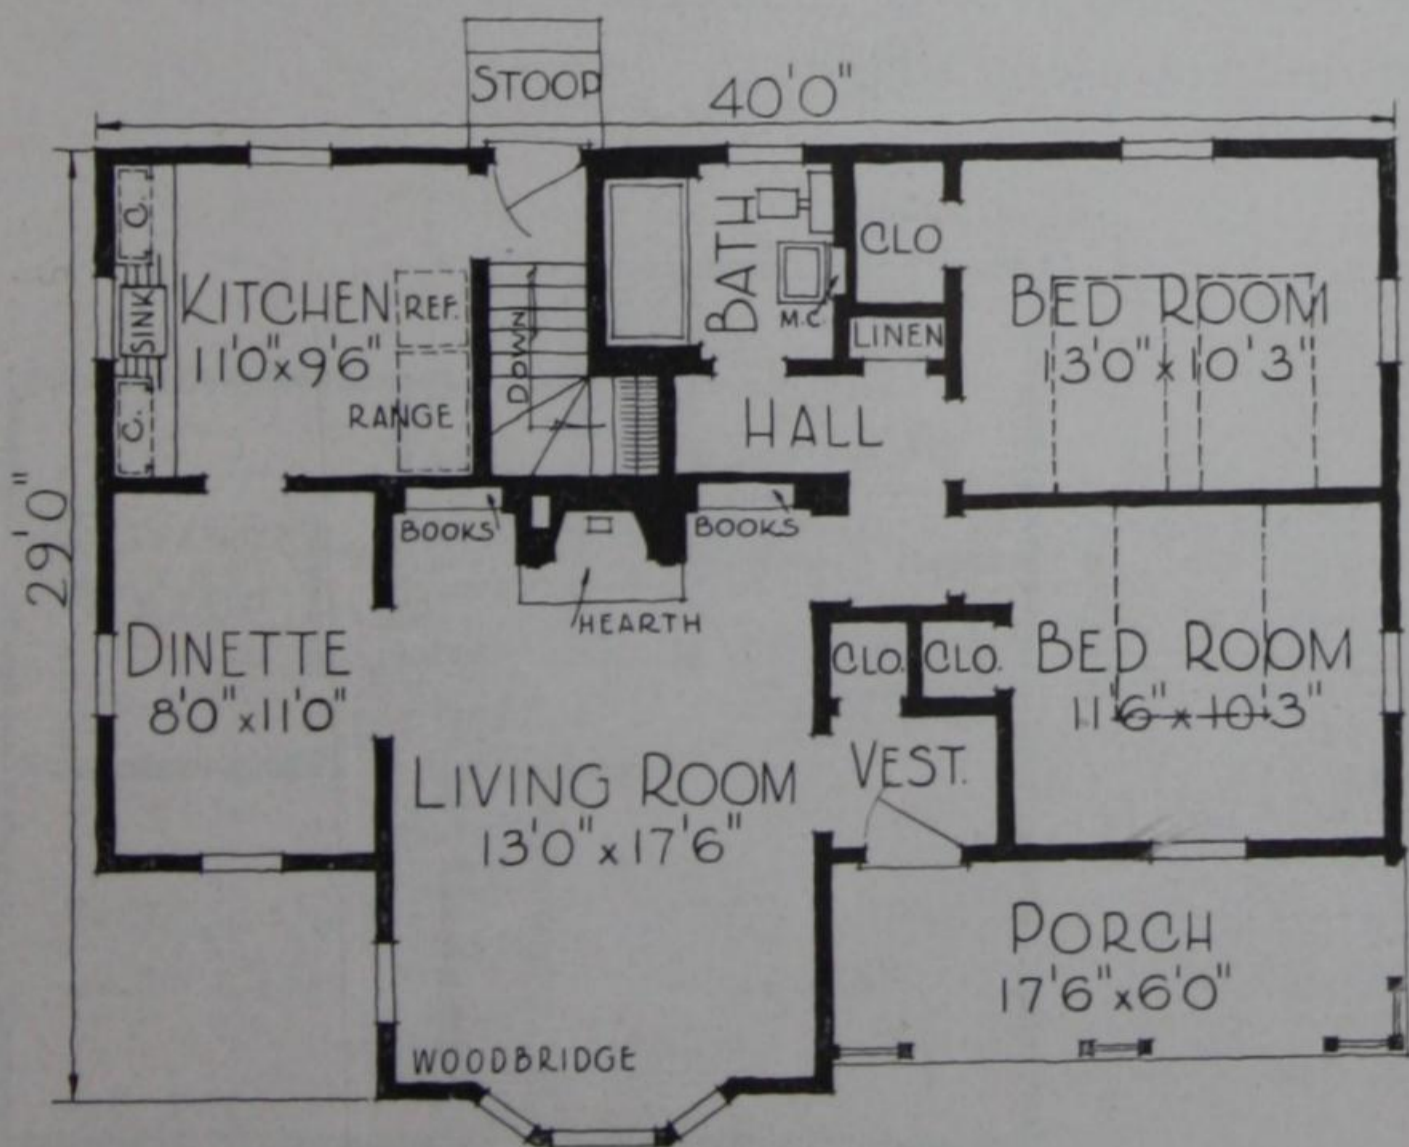 STOOP
40'0"
29'0"
C.
SINK
C.
KITCHEN
11'0"x9'6"
REF.
RANGE
DOWN
BATH
M.C.
CLO
LINEN
HALL
BED ROOM
13'0"x10'3"
BOOKS
BOOKS
HEARTH
DINETTE
8'0"x11'0"
LIVING ROOM
13'0"x17'6"
CLO.
CLO.
VEST.
BED ROOM
11'6"x10'3"
PORCH
17'6"x6'0"
WOODBRIDGE